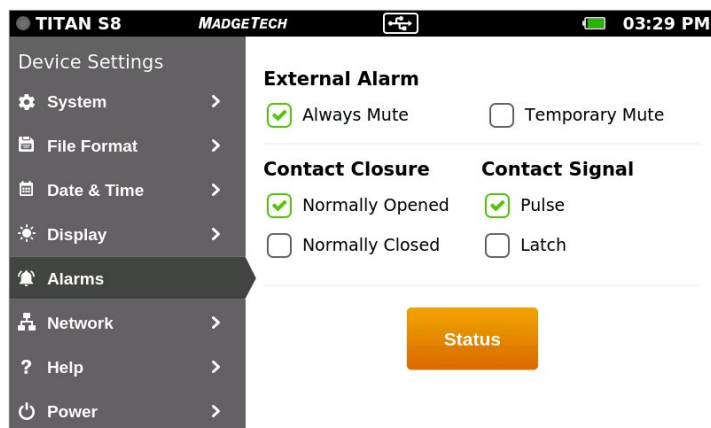 TITAN S8 MADGETECH 03:29 PM
Device Settings
System
File Format
Date & Time
Display
Alarms
Network
? Help
Power
External Alarm
Always Mute Temporary Mute
Contact Closure Contact Signal
Normally Opened Pulse
Normally Closed Latch
Status